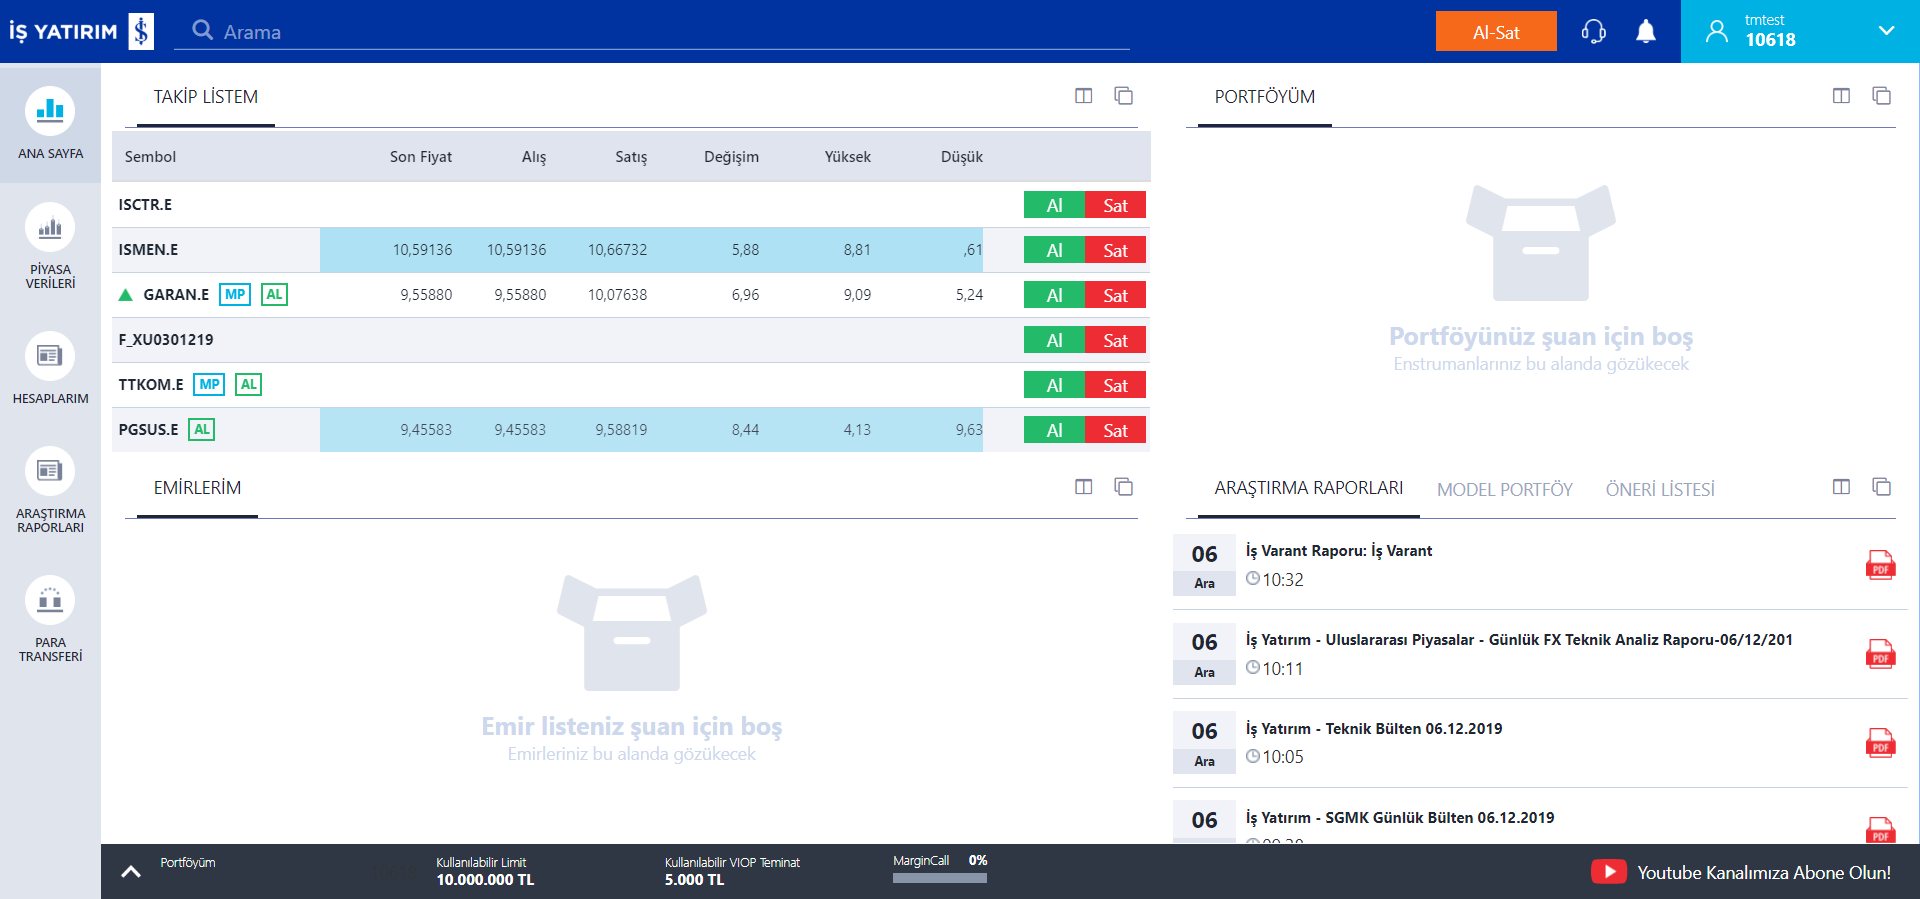 İŞ YATIRIM
Arama
Al-Sat
tmtest
10618
ANA SAYFA
PİYASA
VERİLERİ
HESAPLARIM
ARAŞTIRMA
RAPORLARI
PARA
TRANSFERİ
TAKİP LİSTEM
Sembol Son Fiyat Alış Satış Değişim Yüksek Düşük
ISCTR.E Al Sat
ISMEN.E 10,59136 10,59136 10,66732 5,88 8,81 ,61 Al Sat
GARAN.E MP AL 9,55880 9,55880 10,07638 6,96 9,09 5,24 Al Sat
F_XU0301219 Al Sat
TTKOM.E MP AL Al Sat
PGSUS.E AL 9,45583 9,45583 9,58819 8,44 4,13 9,63 Al Sat
PORTFÖYÜM
Portföyünüz şuan için boş
Enstrumanlarınız bu alanda gözükecek
EMİRLERİM
Emir listeniz şuan için boş
Emirleriniz bu alanda gözükecek
ARAŞTIRMA RAPORLARI MODEL PORTFÖY ÖNERİ LİSTESİ
06 Ara
İş Varant Raporu: İş Varant
10:32
PDF
06 Ara
İş Yatırım - Uluslararası Piyasalar - Günlük FX Teknik Analiz Raporu-06/12/201
10:11
PDF
06 Ara
İş Yatırım - Teknik Bülten 06.12.2019
10:05
PDF
06
İş Yatırım - SGMK Günlük Bülten 06.12.2019
PDF
Portföyüm
Kullanılabilir Limit
10.000.000 TL
Kullanılabilir VIOP Teminat
5.000 TL
MarginCall 0%
Youtube Kanalımıza Abone Olun!